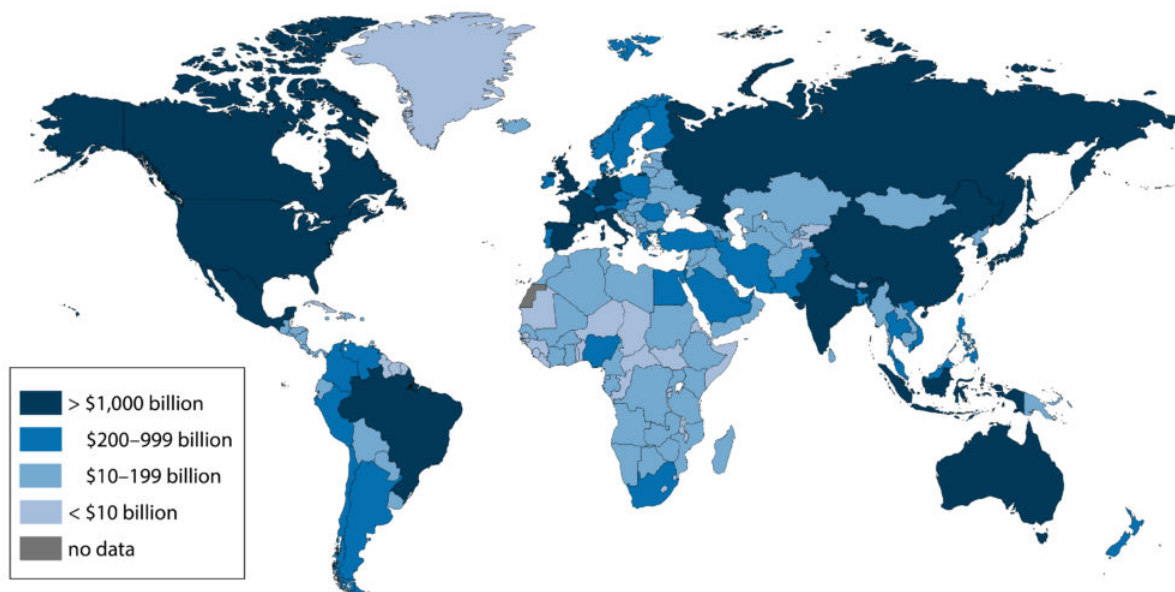 > $1,000 billion
$200–999 billion
$10–199 billion
< $10 billion
no data